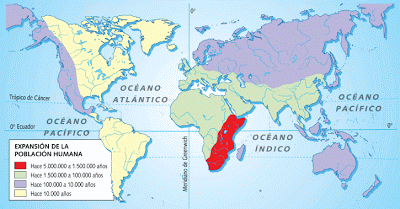 OCÉANO
ATLÁNTICO
Trópico de Cáncer
OCÉANO
PACÍFICO
0° Ecuador
0°
OCÉANO
PACÍFICO
OCÉANO
ÍNDICO
Meridiano de Greenwich
EXPANSIÓN DE LA
POBLACIÓN HUMANA
Hace 5.000.000 a 1.500.000 años
Hace 1.500.000 a 100.000 años
Hace 100.000 a 10.000 años
Hace 10.000 años